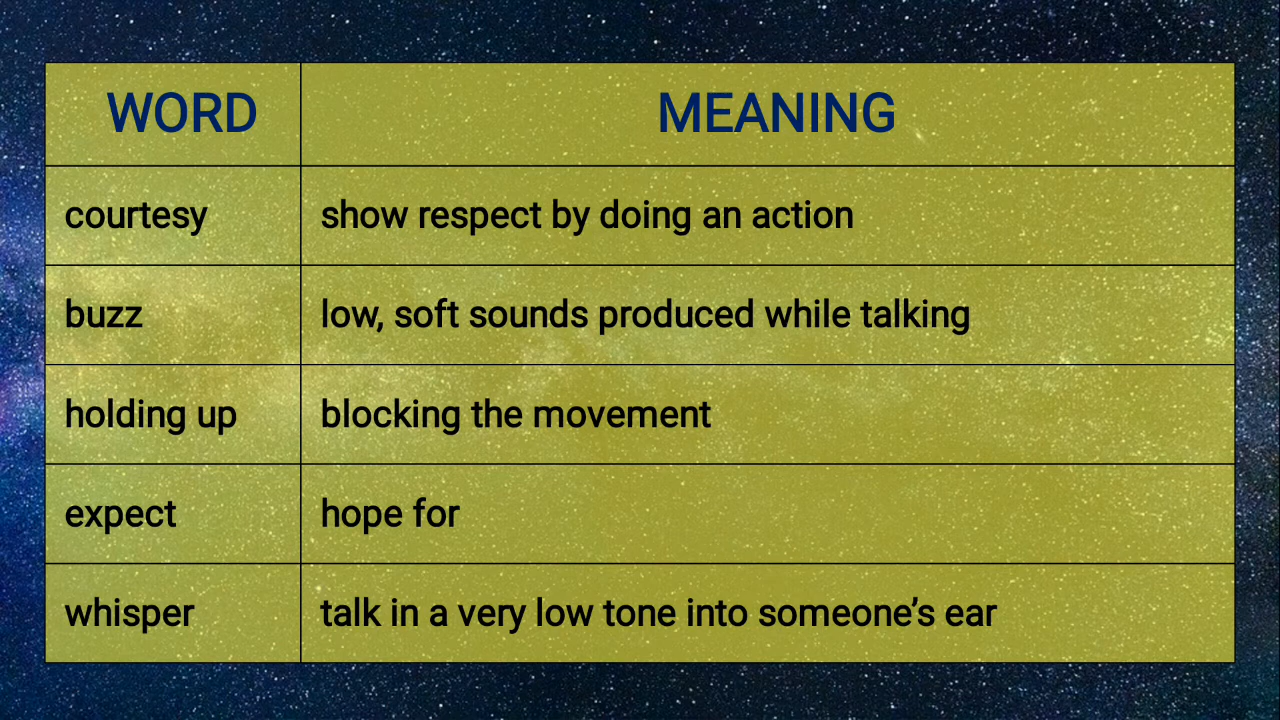 WORD MEANING
courtesy show respect by doing an action
buzz low, soft sounds produced while talking
holding up blocking the movement
expect hope for
whisper talk in a very low tone into someone’s ear